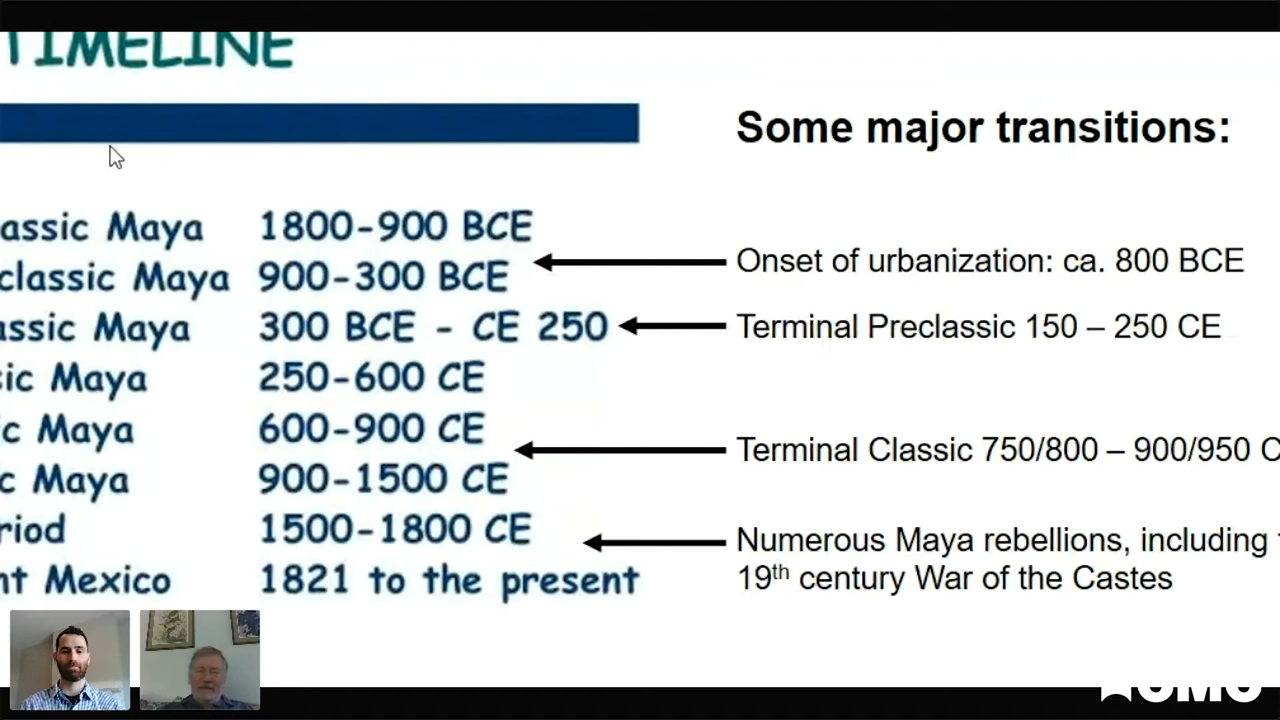 TIMELINE
Some major transitions:
assic Maya 1800-900 BCE
Onset of urbanization: ca. 800 BCE
classic Maya 900-300 BCE
assic Maya 300 BCE - CE 250
Terminal Preclassic 150 – 250 CE
sic Maya 250-600 CE
c Maya 600-900 CE
Terminal Classic 750/800 – 900/950 C
c Maya 900-1500 CE
riod 1500-1800 CE
Numerous Maya rebellions, including
19th century War of the Castes
nt Mexico 1821 to the present